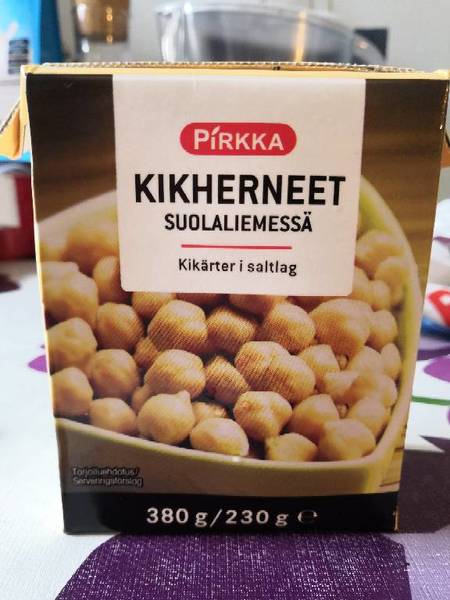 PIRKKA
KIKHERNEET
SUOLALIEMESSÄ
Kikärter i saltlag
Tarjoiluehdotus/
Serveringsförslag
380 g/230 g ℮